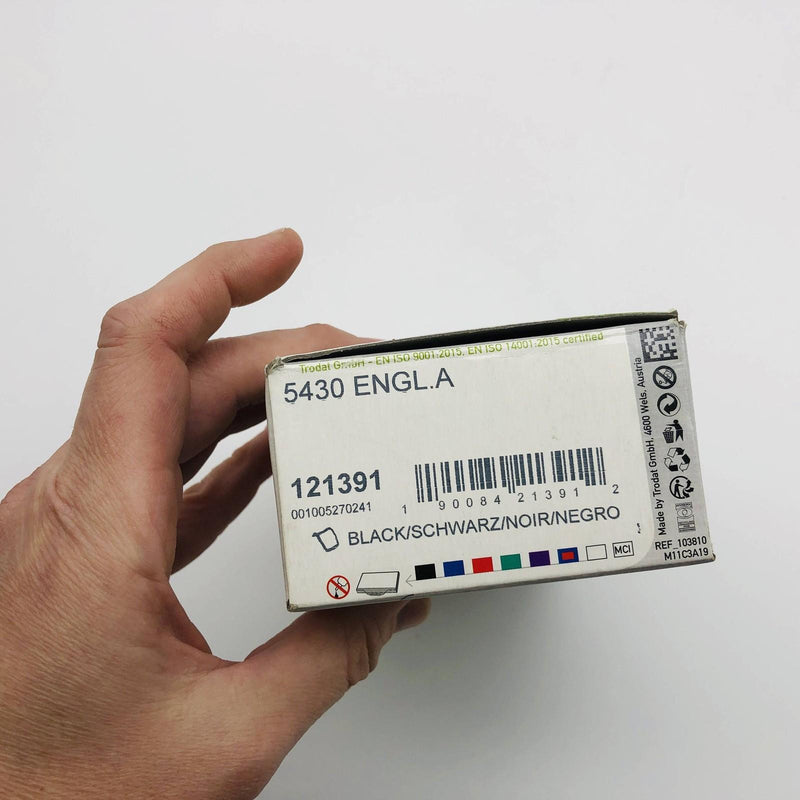 Trodat GmbH - EN ISO 9001:2015, EN ISO 14001:2015 certified
5430 ENGL.A
121391
001005270241
1 90084 21391 2
BLACK/SCHWARZ/NOIR/NEGRO
MCI
Made by Trodat GmbH, 4600 Wels, Austria
REF_103810
M11C3A19